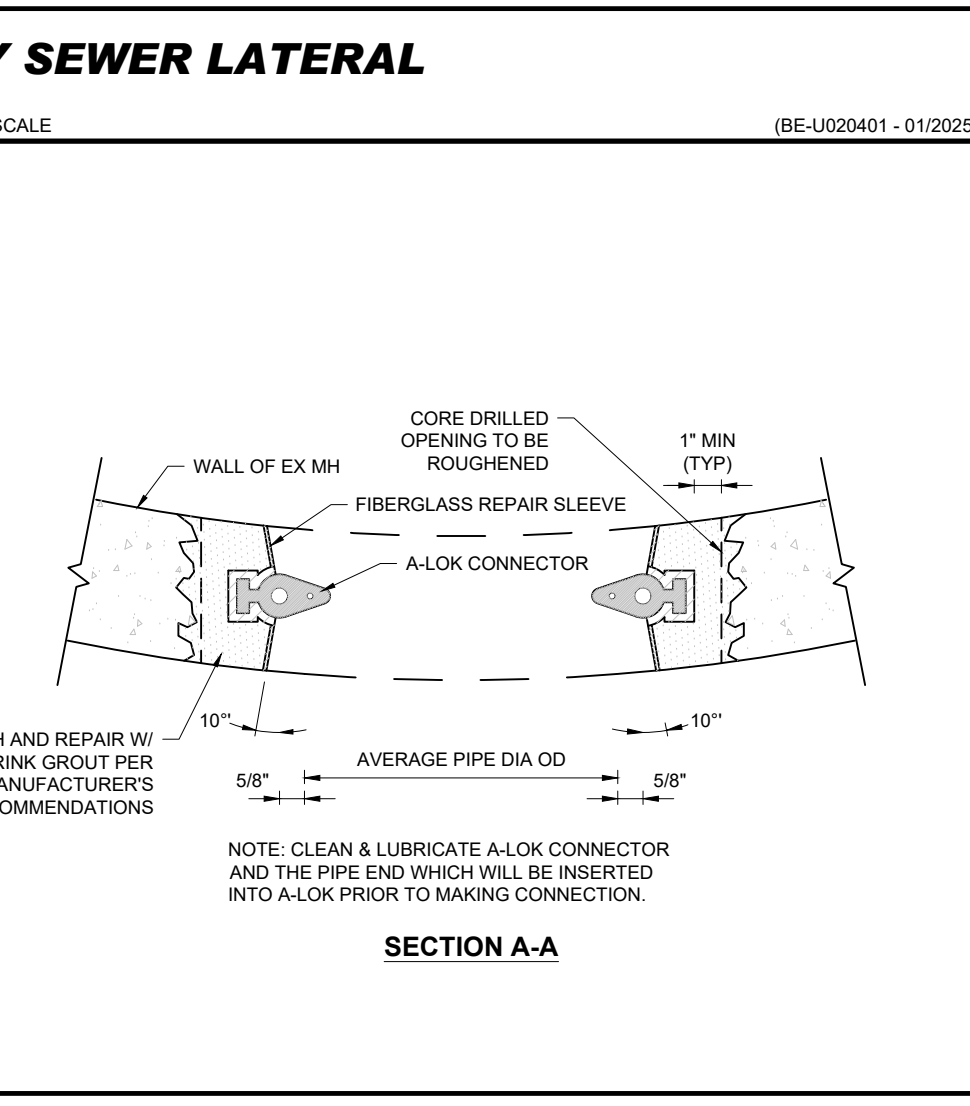 Y SEWER LATERAL
SCALE
(BE-U020401 - 01/2025
CORE DRILLED
OPENING TO BE
ROUGHENED
1" MIN
(TYP)
WALL OF EX MH
FIBERGLASS REPAIR SLEEVE
A-LOK CONNECTOR
10°'
10°'
H AND REPAIR W/
RINK GROUT PER
ANUFACTURER'S
OMMENDATIONS
AVERAGE PIPE DIA OD
5/8"
5/8"
NOTE: CLEAN & LUBRICATE A-LOK CONNECTOR
AND THE PIPE END WHICH WILL BE INSERTED
INTO A-LOK PRIOR TO MAKING CONNECTION.
SECTION A-A